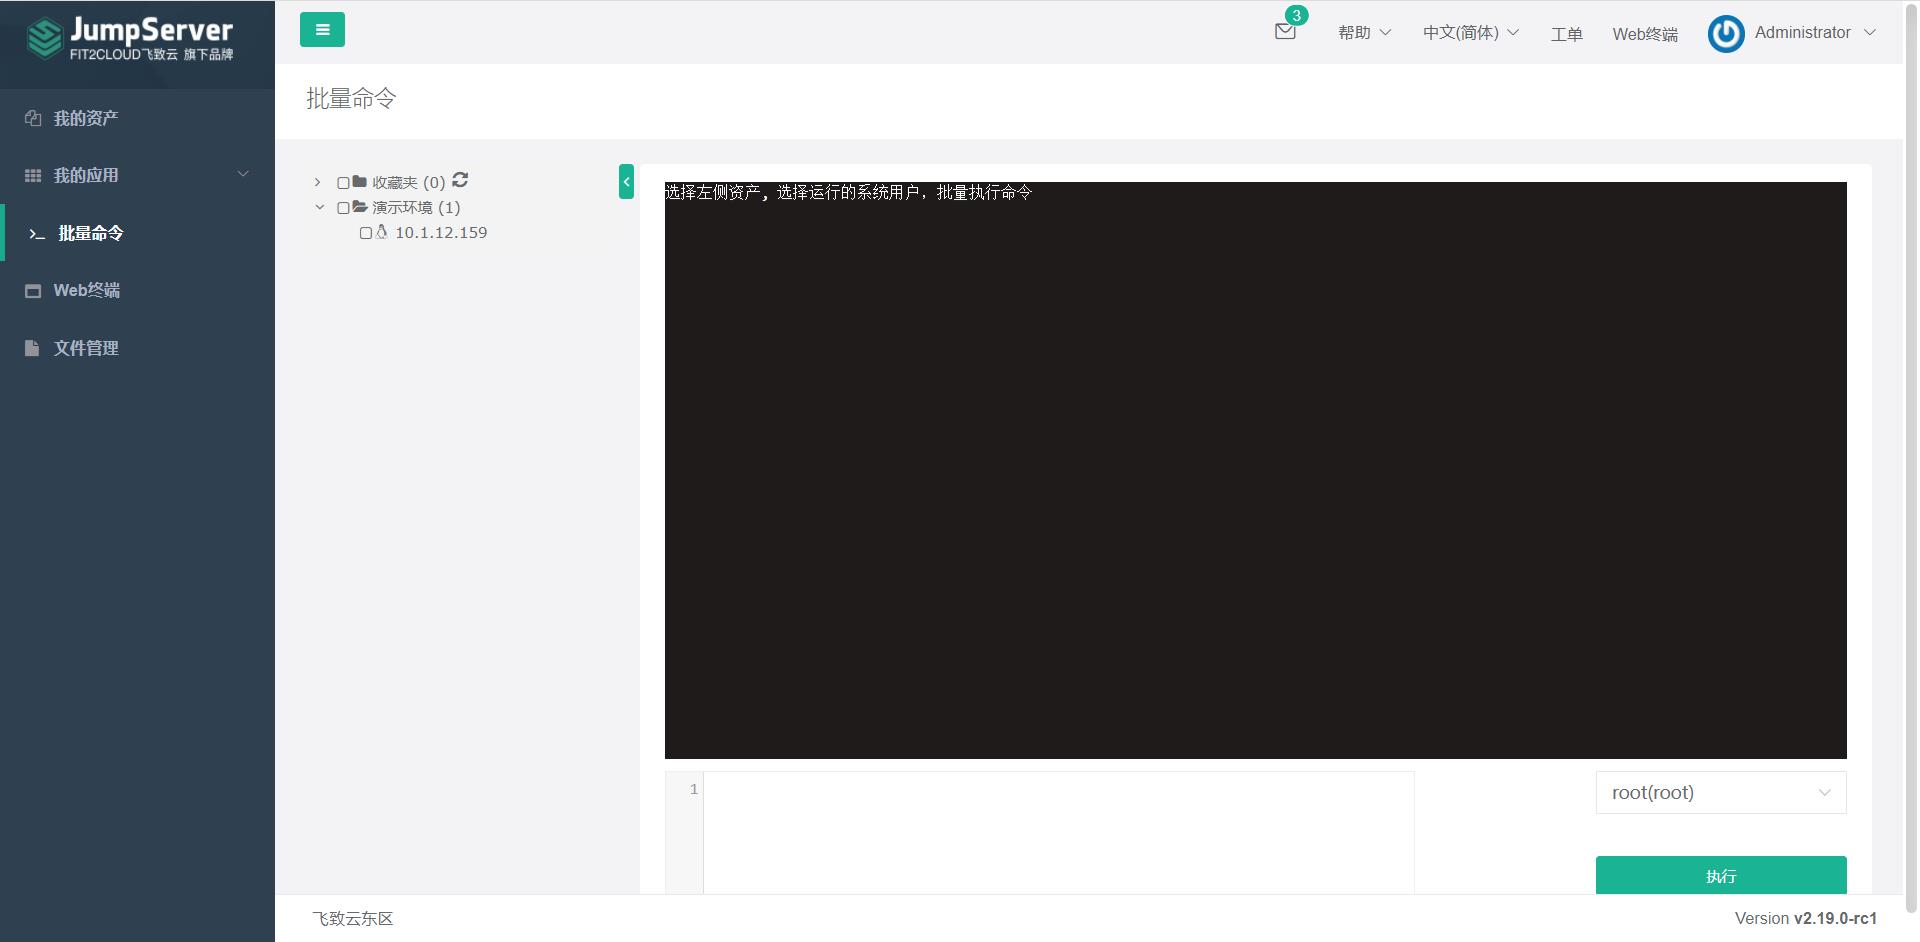 JumpServer
FIT2CLOUD飞致云 旗下品牌
3
帮助
中文(简体)
工单
Web终端
Administrator
批量命令
我的资产
我的应用
批量命令
Web终端
文件管理
收藏夹 (0)
演示环境 (1)
10.1.12.159
选择左侧资产, 选择运行的系统用户，批量执行命令
1
root(root)
执行
飞致云东区
Version v2.19.0-rc1